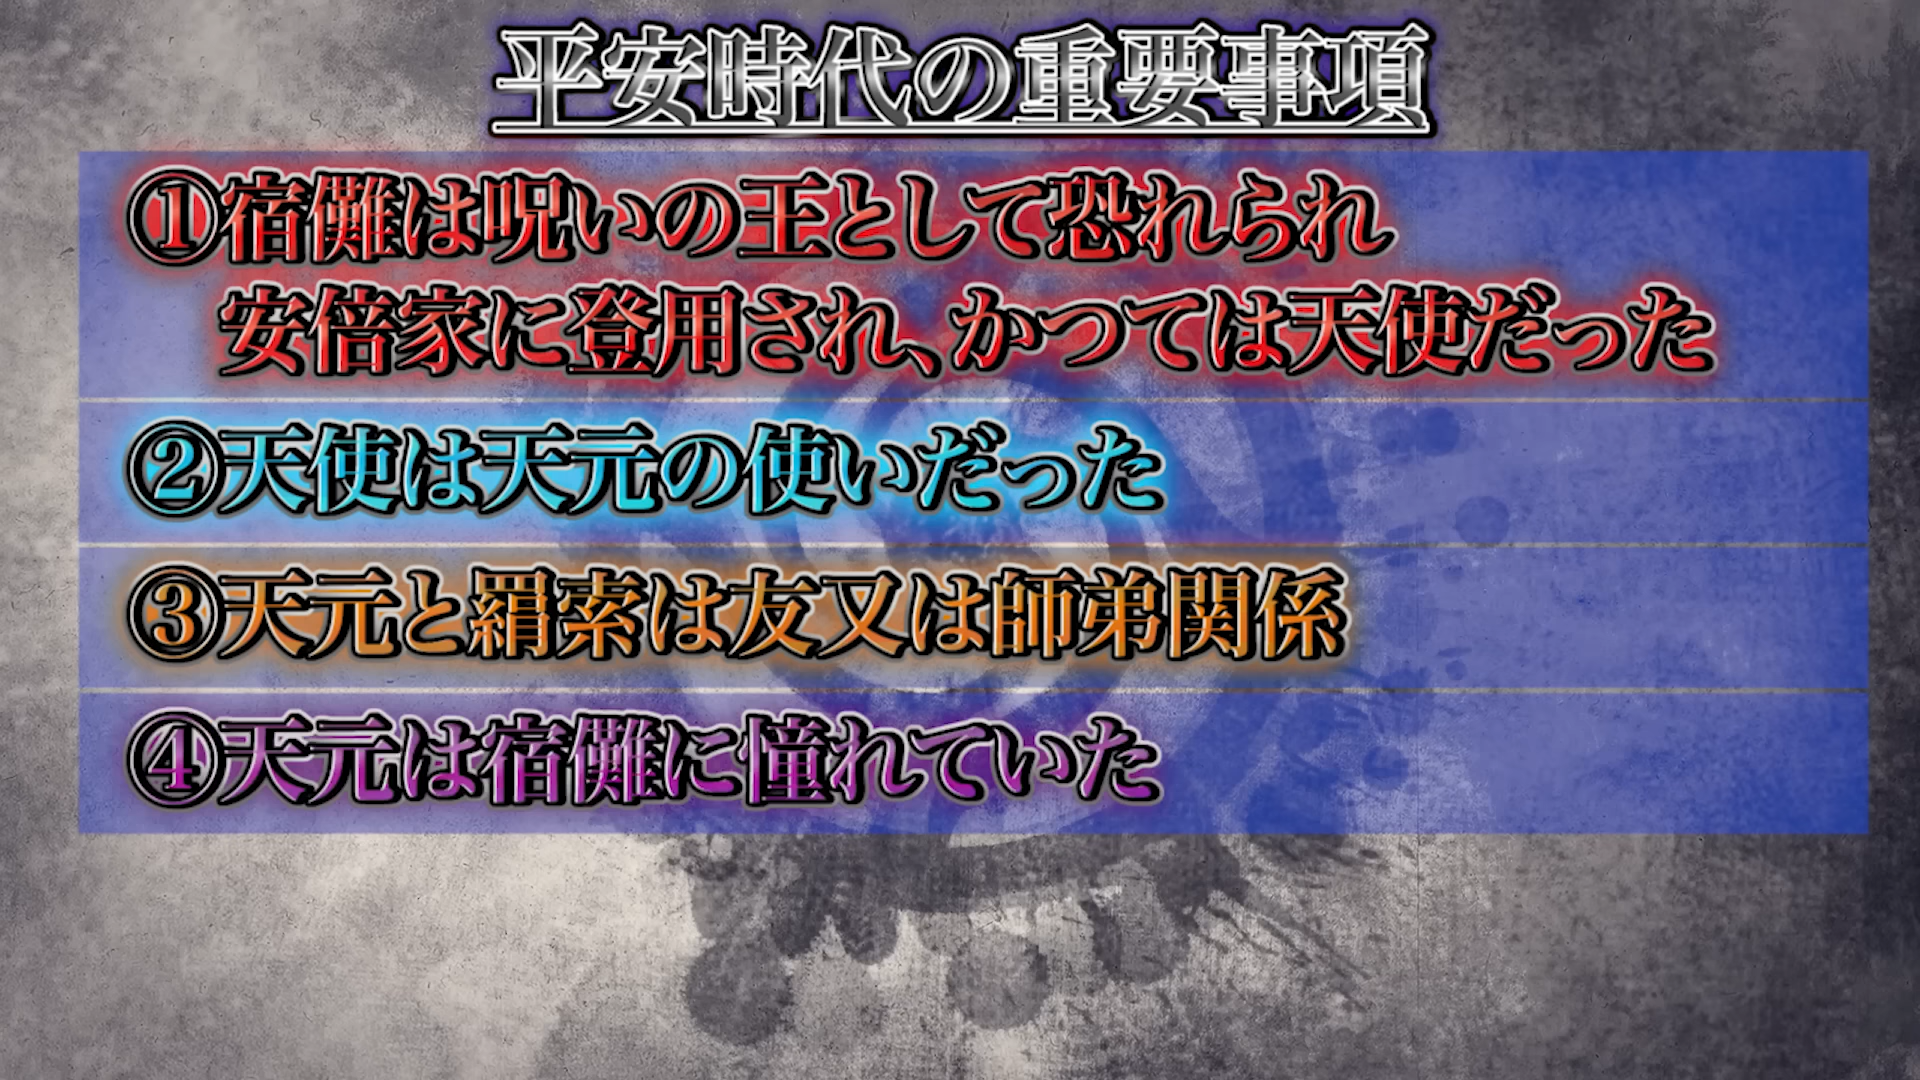 平安時代の重要事項
①宿儺は呪いの王として恐れられ
安倍家に登用され、かつては天使だった
②天使は天元の使いだった
③天元と羂索は友又は師弟関係
④天元は宿儺に憧れていた